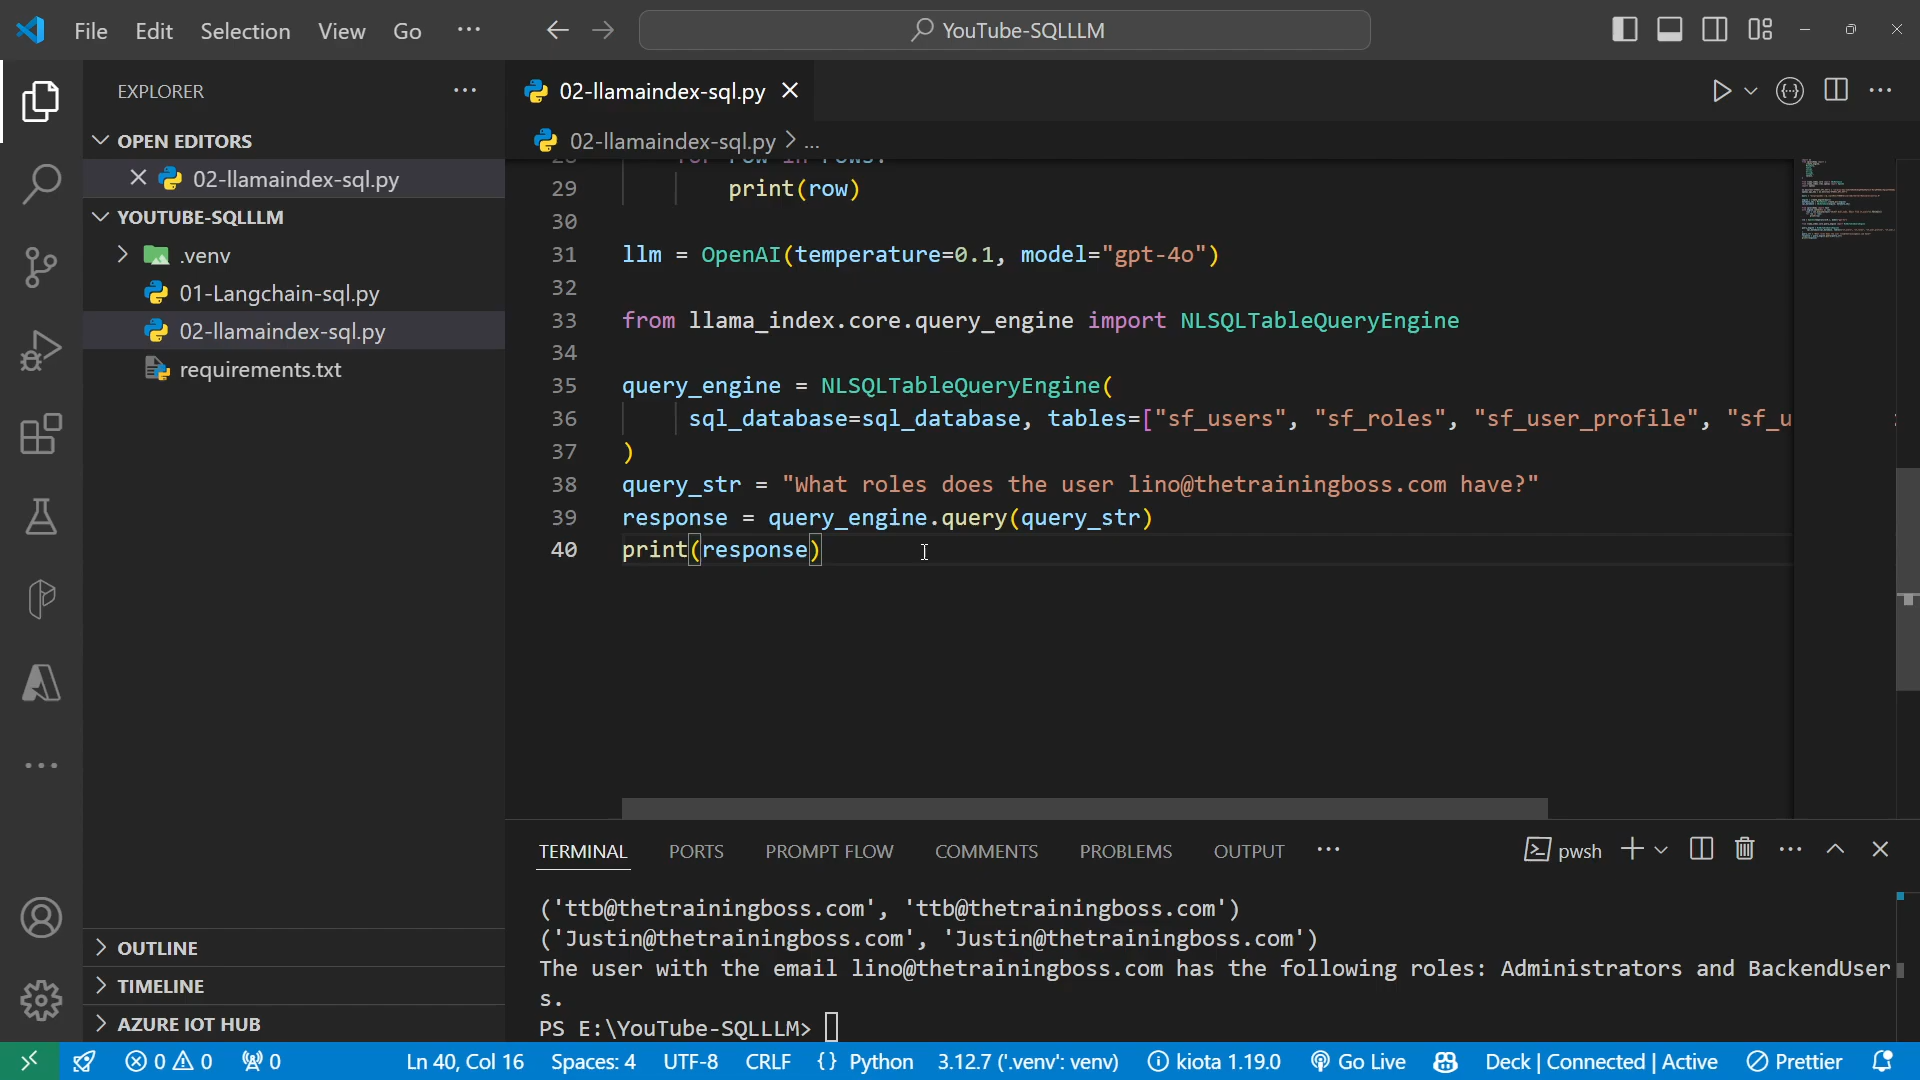 File Edit Selection View Go ··· YouTube-SQLLLM
EXPLORER ···
OPEN EDITORS
02-llamaindex-sql.py
YOUTUBE-SQLLLM
.venv
01-Langchain-sql.py
02-llamaindex-sql.py
requirements.txt
OUTLINE
TIMELINE
AZURE IOT HUB
02-llamaindex-sql.py
02-llamaindex-sql.py > ...
28 for row in rows:
29 print(row)
30
31 llm = OpenAI(temperature=0.1, model="gpt-4o")
32
33 from llama_index.core.query_engine import NLSQLTableQueryEngine
34
35 query_engine = NLSQLTableQueryEngine(
36 sql_database=sql_database, tables=["sf_users", "sf_roles", "sf_user_profile", "sf_u
37 )
38 query_str = "What roles does the user lino@thetrainingboss.com have?"
39 response = query_engine.query(query_str)
40 print(response)
TERMINAL PORTS PROMPT FLOW COMMENTS PROBLEMS OUTPUT ··· pwsh
('ttb@thetrainingboss.com', 'ttb@thetrainingboss.com')
('Justin@thetrainingboss.com', 'Justin@thetrainingboss.com')
The user with the email lino@thetrainingboss.com has the following roles: Administrators and BackendUser
s.
PS E:\YouTube-SQLLLM>
0 0 0 Ln 40, Col 16 Spaces: 4 UTF-8 CRLF {} Python 3.12.7 ('.venv': venv) kiota 1.19.0 Go Live Deck | Connected | Active Prettier